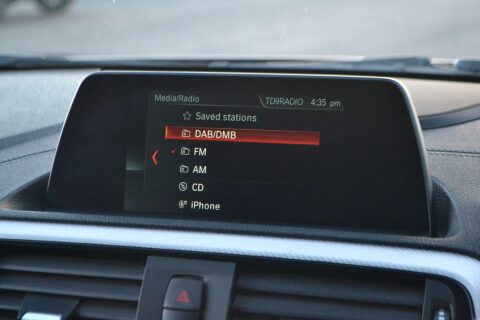 Media/Radio TD9RADIO 4:35 pm
Saved stations
DAB/DMB
FM
AM
CD
iPhone